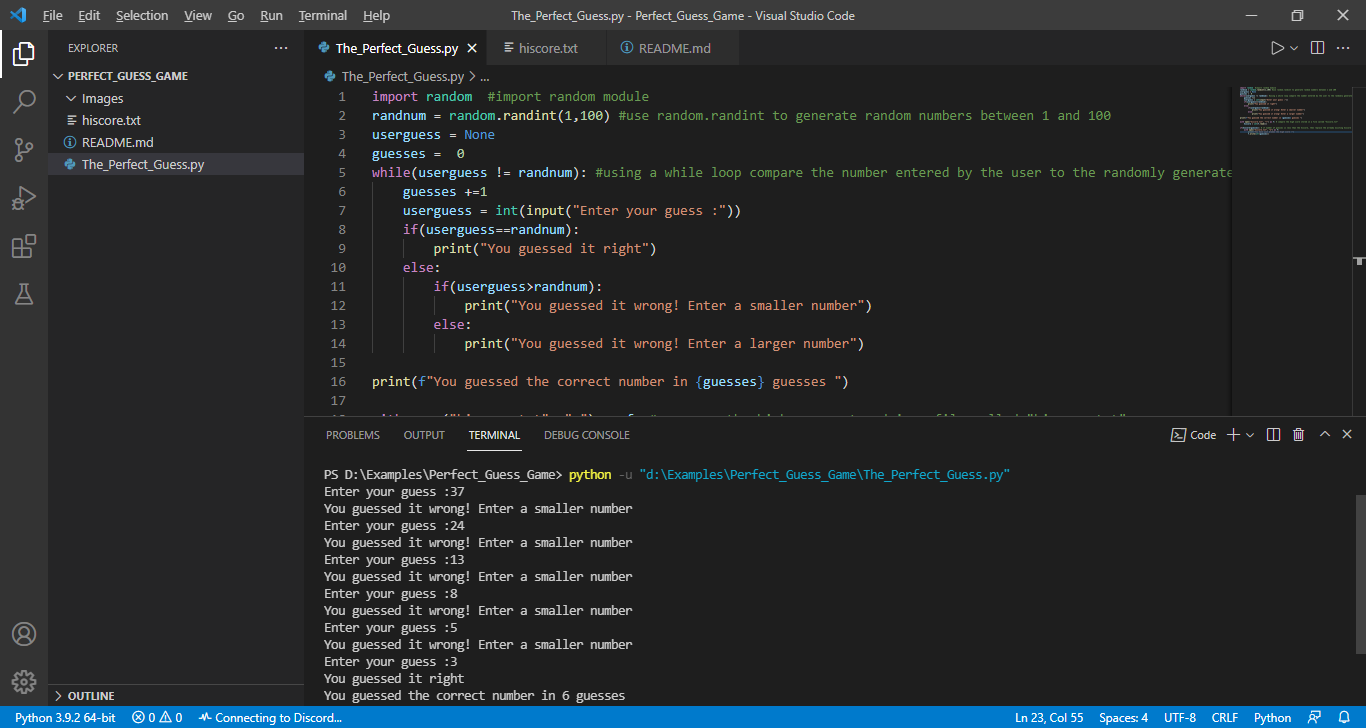 File Edit Selection View Go Run Terminal Help
The_Perfect_Guess.py - Perfect_Guess_Game - Visual Studio Code
EXPLORER
PERFECT_GUESS_GAME
Images
hiscore.txt
README.md
The_Perfect_Guess.py
OUTLINE
The_Perfect_Guess.py hiscore.txt README.md
The_Perfect_Guess.py > ...
1 import random  #import random module
2 randnum = random.randint(1,100) #use random.randint to generate random numbers between 1 and 100
3 userguess = None
4 guesses =  0
5 while(userguess != randnum): #using a while loop compare the number entered by the user to the randomly generate
6     guesses +=1
7     userguess = int(input("Enter your guess :"))
8     if(userguess==randnum):
9         print("You guessed it right")
10     else:
11         if(userguess>randnum):
12             print("You guessed it wrong! Enter a smaller number")
13         else:
14             print("You guessed it wrong! Enter a larger number")
15
16 print(f"You guessed the correct number in {guesses} guesses ")
17
PROBLEMS OUTPUT TERMINAL DEBUG CONSOLE
Code
PS D:\Examples\Perfect_Guess_Game> python -u "d:\Examples\Perfect_Guess_Game\The_Perfect_Guess.py"
Enter your guess :37
You guessed it wrong! Enter a smaller number
Enter your guess :24
You guessed it wrong! Enter a smaller number
Enter your guess :13
You guessed it wrong! Enter a smaller number
Enter your guess :8
You guessed it wrong! Enter a smaller number
Enter your guess :5
You guessed it wrong! Enter a smaller number
Enter your guess :3
You guessed it right
You guessed the correct number in 6 guesses
Python 3.9.2 64-bit 0 0 Connecting to Discord... Ln 23, Col 55 Spaces: 4 UTF-8 CRLF Python